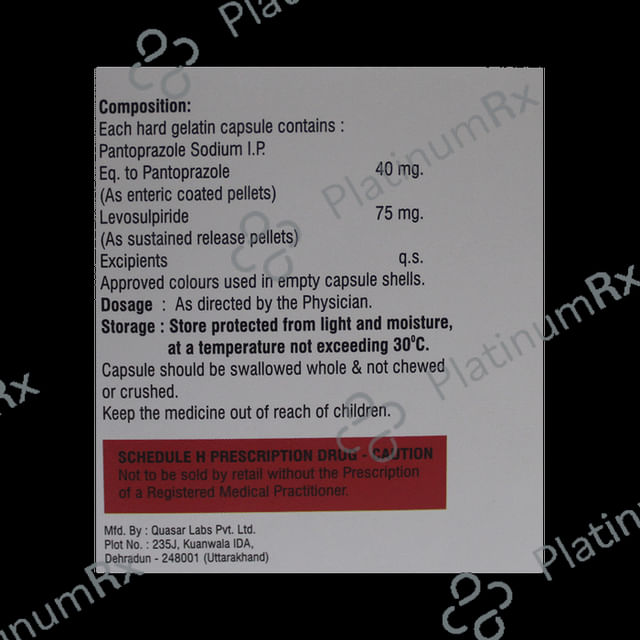 Composition:
Each hard gelatin capsule contains :
Pantoprazole Sodium I.P.
Eq. to Pantoprazole 40 mg.
(As enteric coated pellets)
Levosulpiride 75 mg.
(As sustained release pellets)
Excipients q.s.
Approved colours used in empty capsule shells.
Dosage : As directed by the Physician.
Storage : Store protected from light and moisture,
at a temperature not exceeding 30°C.
Capsule should be swallowed whole & not chewed
or crushed.
Keep the medicine out of reach of children.
SCHEDULE H PRESCRIPTION DRUG - CAUTION
Not to be sold by retail without the Prescription
of a Registered Medical Practitioner.
Mfd. By : Quasar Labs Pvt. Ltd.
Plot No. : 235J, Kuanwala IDA,
Dehradun - 248001 (Uttarakhand)
PlatinumRx
PlatinumRx
PlatinumRx
Platinum